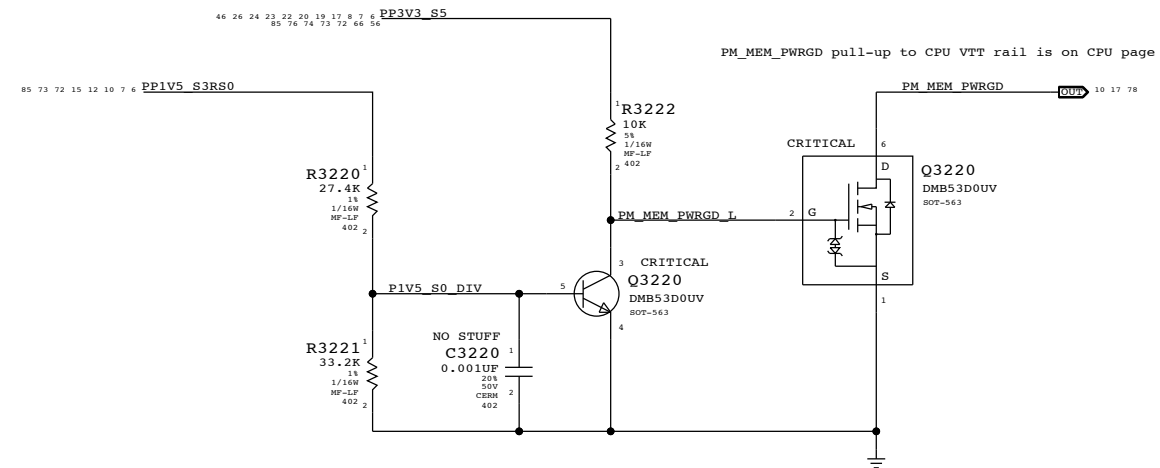 46 26 24 23 22 20 19 17 8 7 6 PP3V3_S5
85 76 74 73 72 66 56
PM_MEM_PWRGD pull-up to CPU VTT rail is on CPU page
85 73 72 15 12 10 7 6 PP1V5_S3RS0
PM_MEM_PWRGD
OUT 10 17 78
1 R3222
10K
5%
1/16W
MF-LF
2 402
CRITICAL 6
D
Q3220
DMB53D0UV
SOT-563
R3220 1
27.4K
1%
1/16W
MF-LF
402 2
PM_MEM_PWRGD_L 2 G
S
1
3 CRITICAL
Q3220
DMB53D0UV
SOT-563
4
P1V5_S0_DIV 5
NO STUFF
C3220 1
0.001UF
20%
50V
CERM 2
402
R3221 1
33.2K
1%
1/16W
MF-LF
402 2